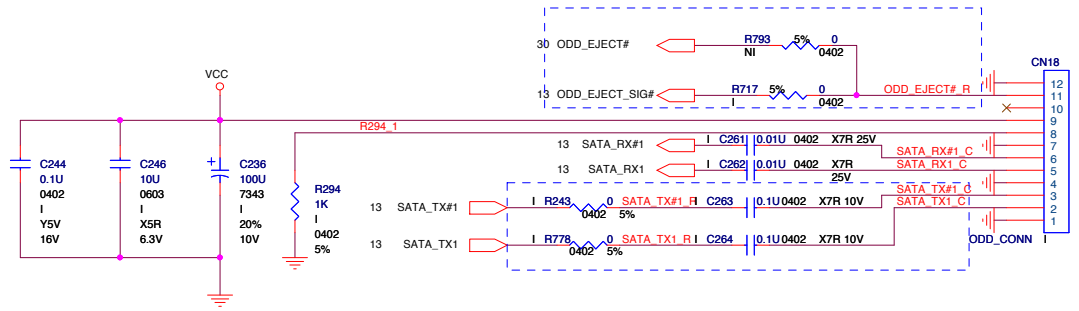 30 ODD_EJECT#
R793 5% 0
NI 0402
VCC
CN18
13 ODD_EJECT_SIG#
R717 5% 0
I 0402
ODD_EJECT#_R
12
11
10
9
8
7
6
5
4
3
2
1
R294_1
13 SATA_RX#1
I C261 0.01U 0402 X7R 25V
SATA_RX#1_C
13 SATA_RX1
I C262 0.01U 0402 X7R
25V
SATA_RX1_C
C244
0.1U
0402
I
Y5V
16V
C246
10U
0603
I
X5R
6.3V
+
C236
100U
7343
I
20%
10V
R294
1K
I
0402
5%
13 SATA_TX#1
I R243 0 SATA_TX#1_R I C263 0.1U 0402 X7R 10V
0402 5%
SATA_TX#1_C
SATA_TX1_C
13 SATA_TX1
I R778 0 SATA_TX1_R I C264 0.1U 0402 X7R 10V
0402 5%
ODD_CONN I